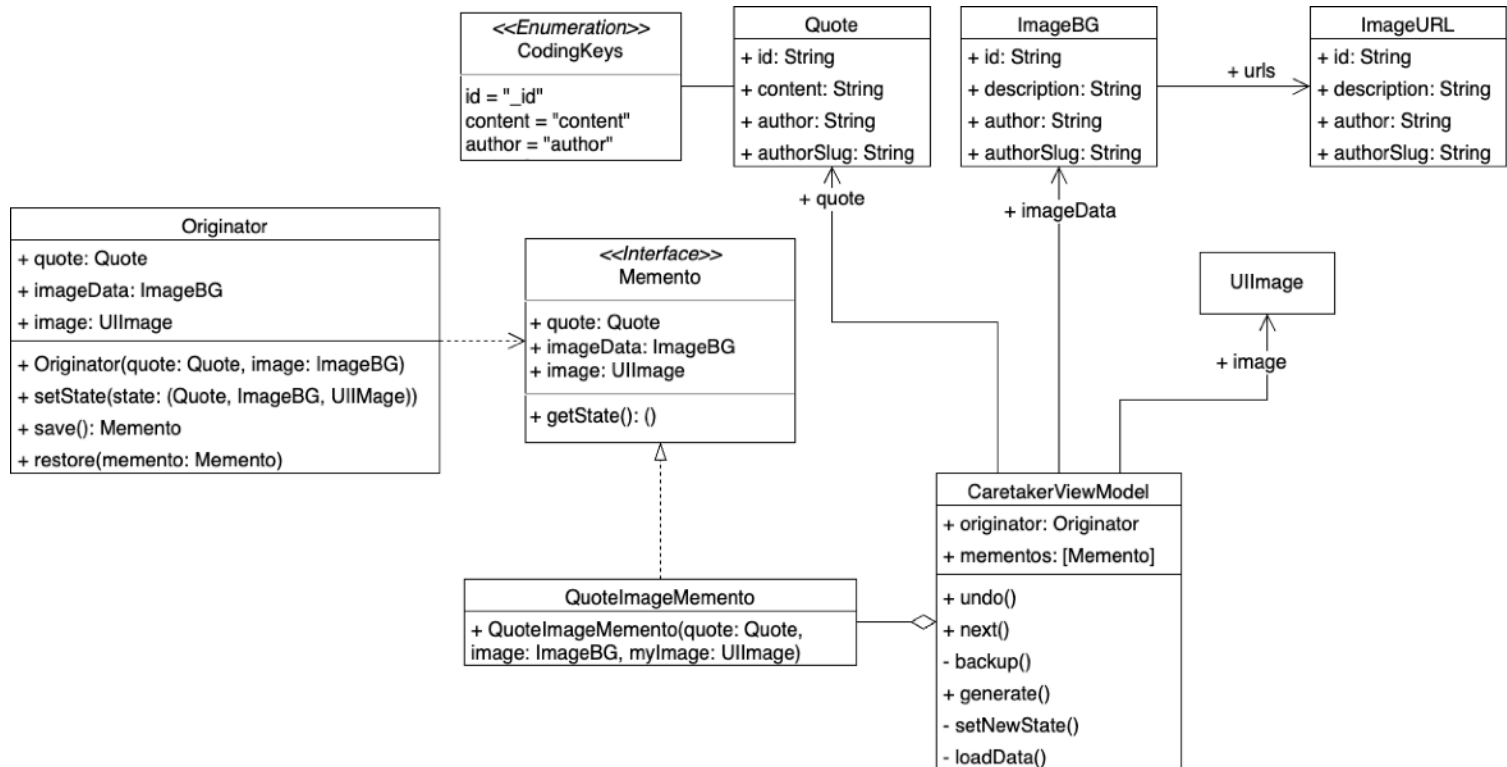 <<Enumeration>>
CodingKeys
id = "_id"
content = "content"
author = "author"
Quote
+ id: String
+ content: String
+ author: String
+ authorSlug: String
ImageBG
+ id: String
+ description: String
+ author: String
+ authorSlug: String
+ urls
ImageURL
+ id: String
+ description: String
+ author: String
+ authorSlug: String
+ quote
+ imageData
Originator
+ quote: Quote
+ imageData: ImageBG
+ image: UIImage
+ Originator(quote: Quote, image: ImageBG)
+ setState(state: (Quote, ImageBG, UIIMage))
+ save(): Memento
+ restore(memento: Memento)
<<Interface>>
Memento
+ quote: Quote
+ imageData: ImageBG
+ image: UIImage
+ getState(): ()
UIImage
+ image
QuoteImageMemento
+ QuoteImageMemento(quote: Quote,
image: ImageBG, myImage: UIImage)
CaretakerViewModel
+ originator: Originator
+ mementos: [Memento]
+ undo()
+ next()
- backup()
+ generate()
- setNewState()
- loadData()